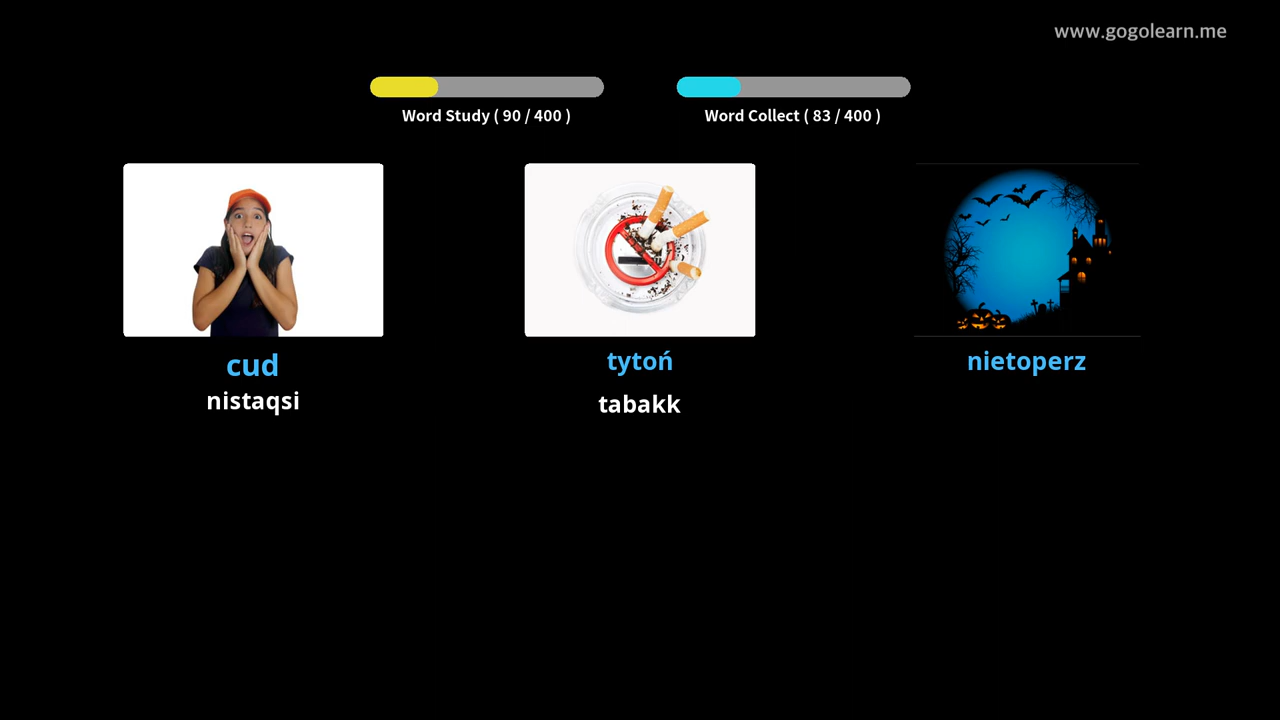 www.gogolearn.me
Word Study ( 90 / 400 )
Word Collect ( 83 / 400 )
cud
nistaqsi
tytoń
tabakk
nietoperz